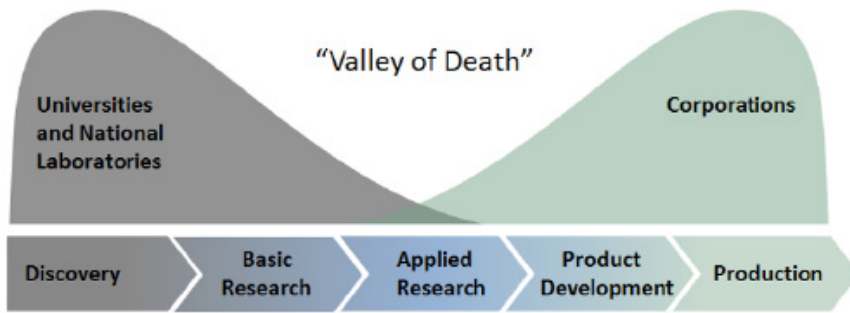 “Valley of Death”
Universities
and National
Laboratories
Corporations
Discovery
Basic
Research
Applied
Research
Product
Development
Production